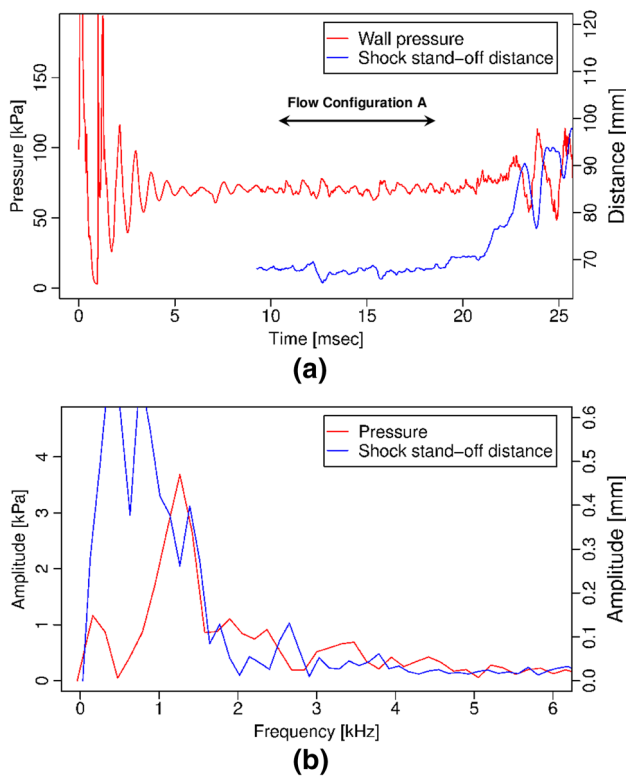 Wall pressure
Shock stand-off distance
Flow Configuration A
Pressure [kPa]
0 50 100 150
Distance [mm]
70 80 90 100 120
0 5 10 15 20 25
Time [msec]
(a)
Pressure
Shock stand-off distance
Amplitude [kPa]
0 1 2 3 4
Amplitude [mm]
0.0 0.1 0.2 0.3 0.4 0.5 0.6
0 1 2 3 4 5 6
Frequency [kHz]
(b)